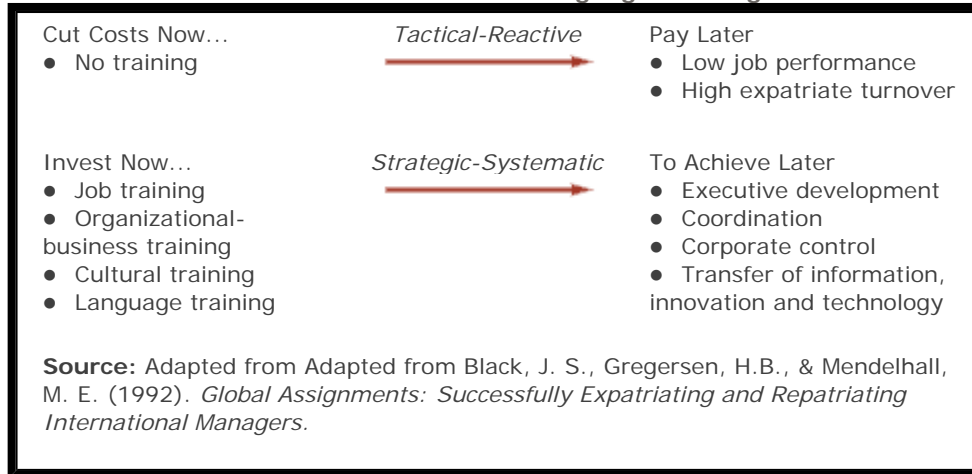 Cut Costs Now... Tactical-Reactive Pay Later
● No training ● Low job performance
● High expatriate turnover
Invest Now... Strategic-Systematic To Achieve Later
● Job training ● Executive development
● Organizational- ● Coordination
business training ● Corporate control
● Cultural training ● Transfer of information,
● Language training innovation and technology
Source: Adapted from Adapted from Black, J. S., Gregersen, H.B., & Mendelhall,
M. E. (1992). Global Assignments: Successfully Expatriating and Repatriating
International Managers.